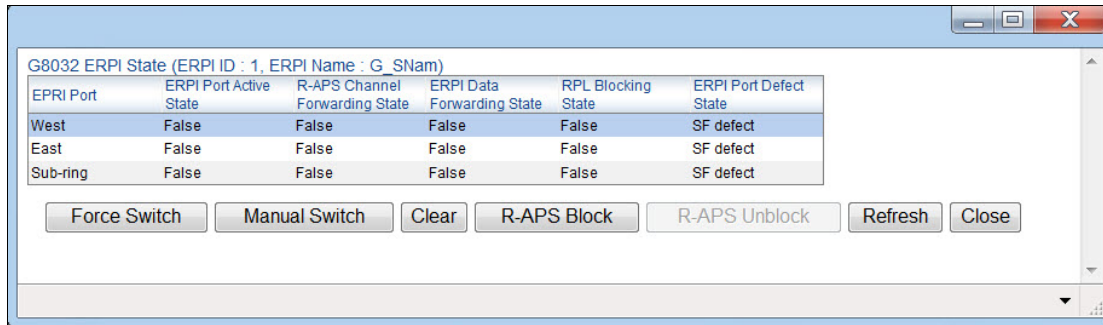 G8032 ERPI State (ERPI ID : 1, ERPI Name : G_SNam)
EPRI Port ERPI Port Active State R-APS Channel Forwarding State ERPI Data Forwarding State RPL Blocking State ERPI Port Defect State
West False False False False SF defect
East False False False False SF defect
Sub-ring False False False False SF defect
Force Switch Manual Switch Clear R-APS Block R-APS Unblock Refresh Close